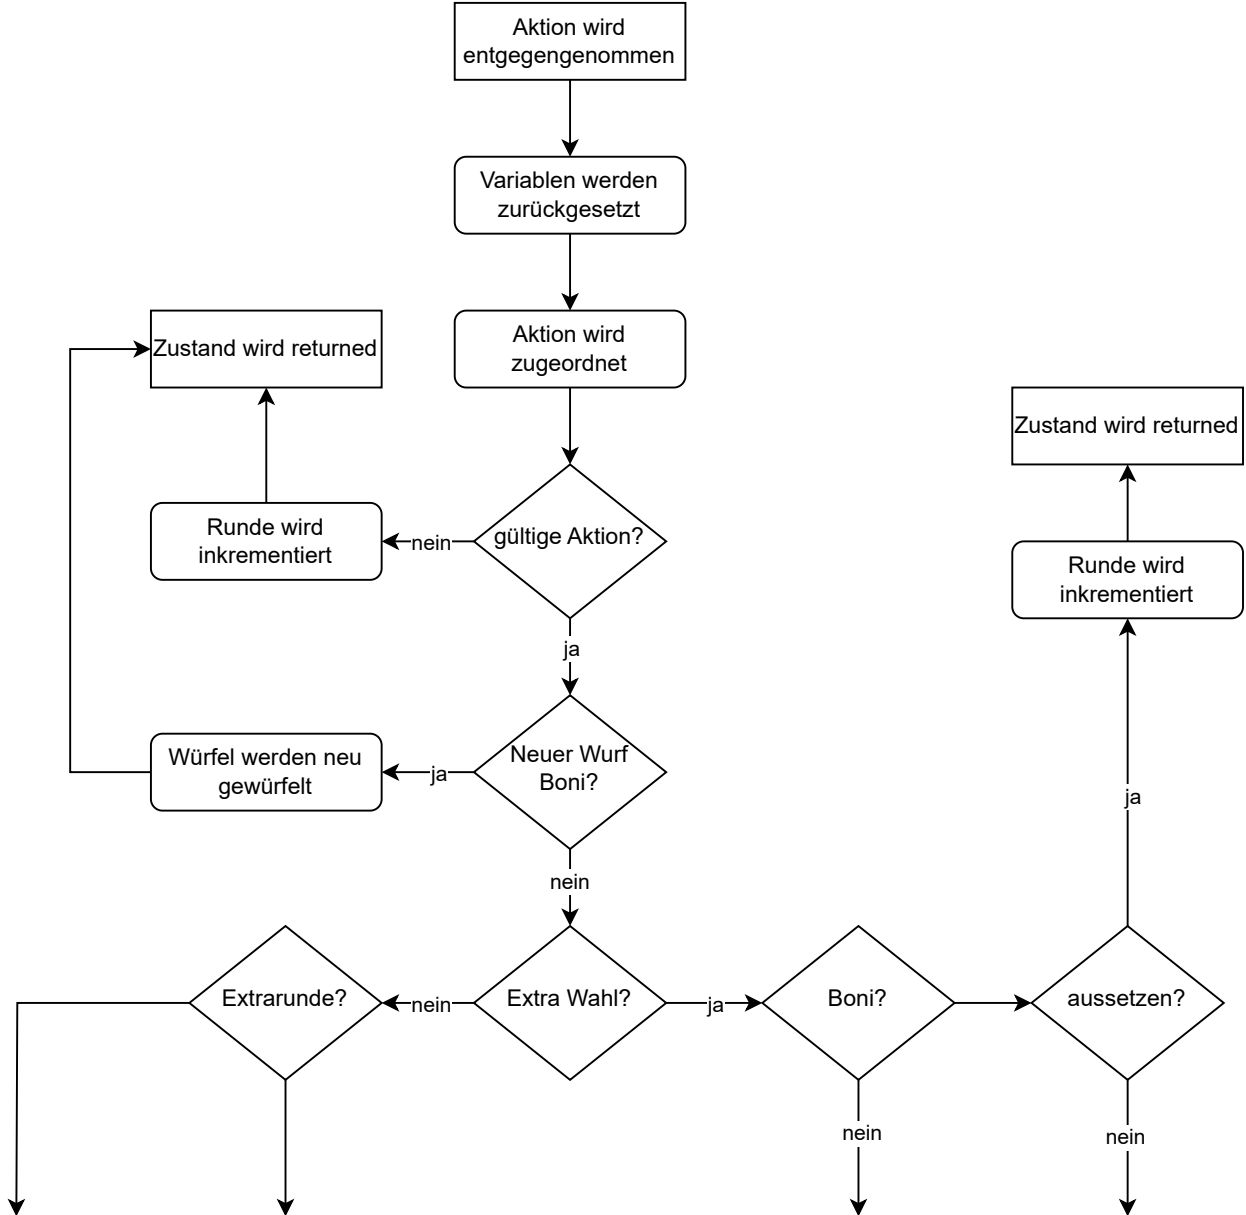 Aktion wird
entgegengenommen
Variablen werden
zurückgesetzt
Aktion wird
zugeordnet
Zustand wird returned
Zustand wird returned
gültige Aktion?
nein
Runde wird
inkrementiert
Runde wird
inkrementiert
ja
Neuer Wurf
Boni?
ja
Würfel werden neu
gewürfelt
ja
nein
Extrarunde?
nein
Extra Wahl?
ja
Boni?
aussetzen?
nein
nein